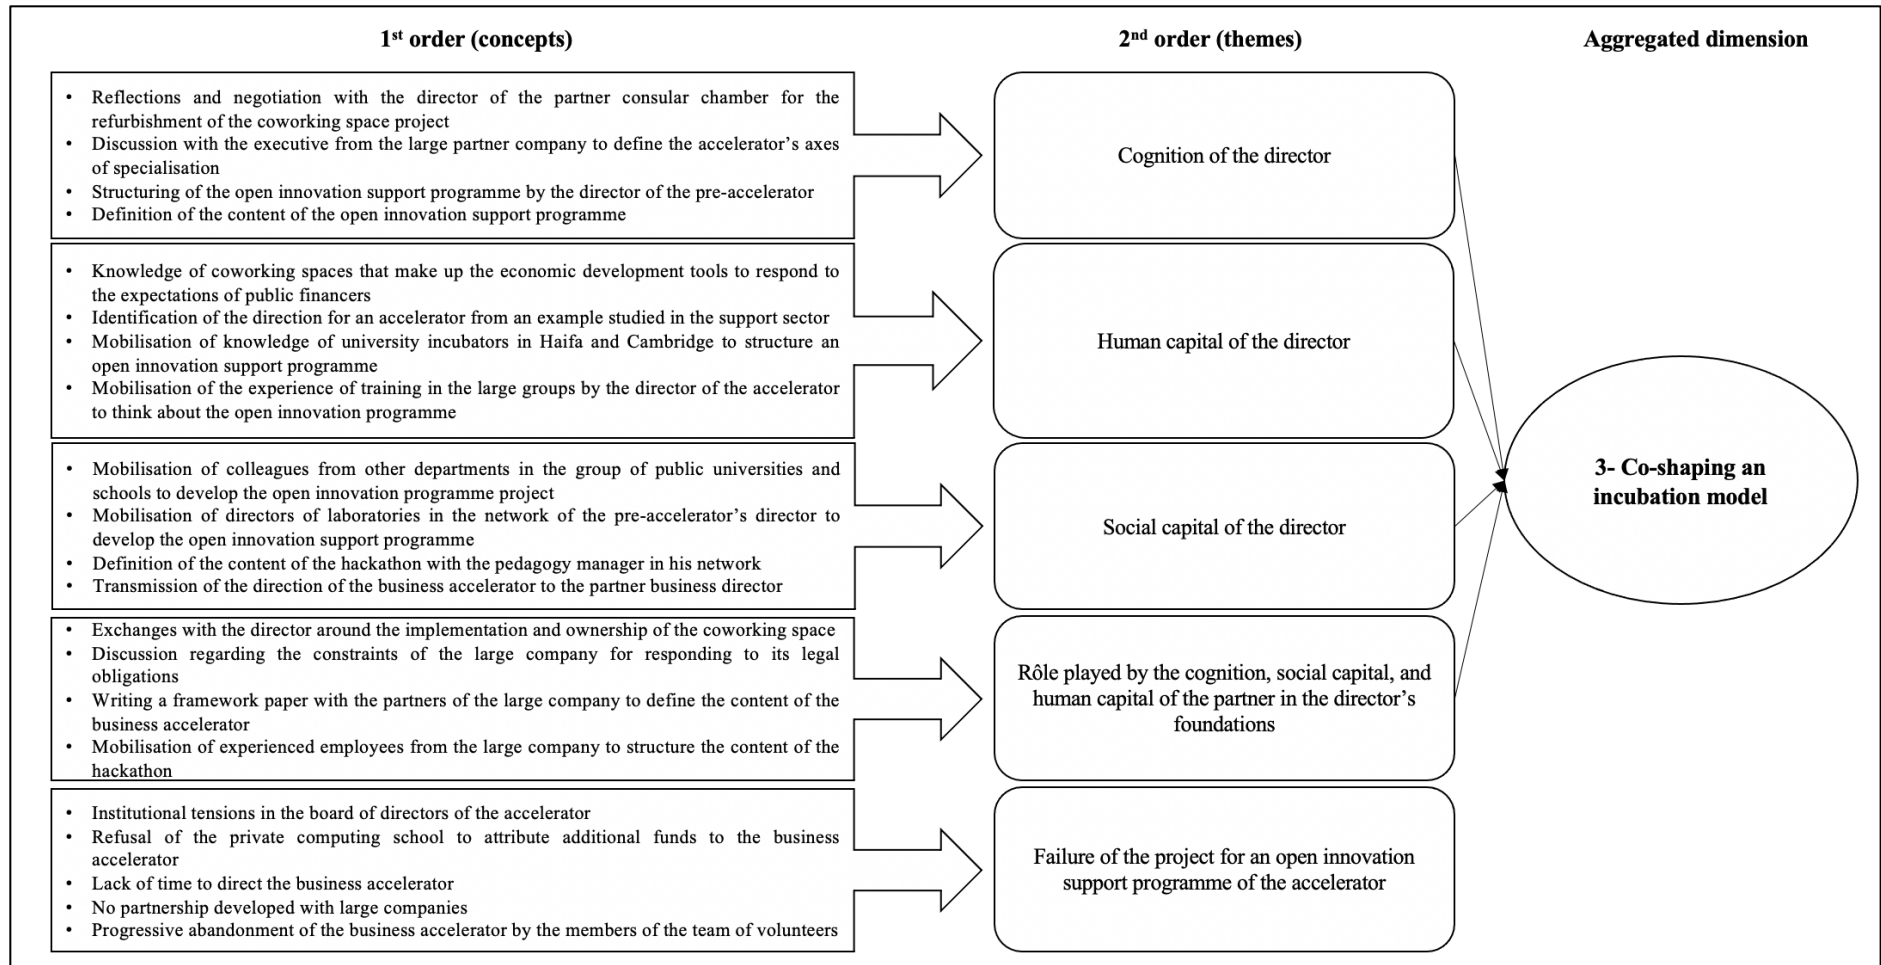 1st order (concepts)
2nd order (themes)
Aggregated dimension
• Reflections and negotiation with the director of the partner consular chamber for the
refurbishment of the coworking space project
• Discussion with the executive from the large partner company to define the accelerator's axes
of specialisation
• Structuring of the open innovation support programme by the director of the pre-accelerator
• Definition of the content of the open innovation support programme
Cognition of the director
• Knowledge of coworking spaces that make up the economic development tools to respond to
the expectations of public financers
• Identification of the direction for an accelerator from an example studied in the support sector
• Mobilisation of knowledge of university incubators in Haifa and Cambridge to structure an
open innovation support programme
• Mobilisation of the experience of training in the large groups by the director of the accelerator
to think about the open innovation programme
Human capital of the director
• Mobilisation of colleagues from other departments in the group of public universities and
schools to develop the open innovation programme project
• Mobilisation of directors of laboratories in the network of the pre-accelerator's director to
develop the open innovation support programme
• Definition of the content of the hackathon with the pedagogy manager in his network
• Transmission of the direction of the business accelerator to the partner business director
Social capital of the director
• Exchanges with the director around the implementation and ownership of the coworking space
• Discussion regarding the constraints of the large company for responding to its legal
obligations
• Writing a framework paper with the partners of the large company to define the content of the
business accelerator
• Mobilisation of experienced employees from the large company to structure the content of the
hackathon
Rôle played by the cognition, social capital, and
human capital of the partner in the director's
foundations
• Institutional tensions in the board of directors of the accelerator
• Refusal of the private computing school to attribute additional funds to the business
accelerator
• Lack of time to direct the business accelerator
• No partnership developed with large companies
• Progressive abandonment of the business accelerator by the members of the team of volunteers
Failure of the project for an open innovation
support programme of the accelerator
3- Co-shaping an
incubation model